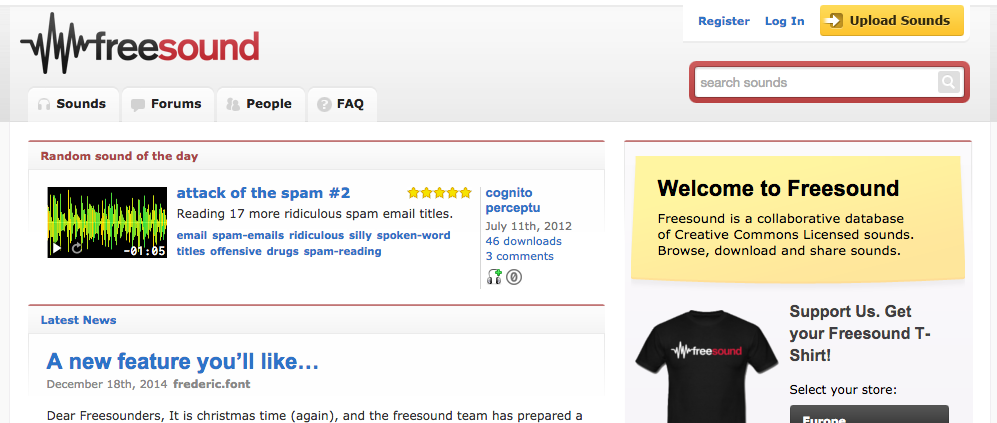 Register Log In Upload Sounds
freesound
search sounds
Sounds Forums People FAQ
Random sound of the day
attack of the spam #2
Reading 17 more ridiculous spam email titles.
email spam-emails ridiculous silly spoken-word
titles offensive drugs spam-reading
-01:05
cognito
perceptu
July 11th, 2012
46 downloads
3 comments
0
Latest News
A new feature you’ll like…
December 18th, 2014 frederic.font
Dear Freesounders, It is christmas time (again), and the freesound team has prepared a
Welcome to Freesound
Freesound is a collaborative database
of Creative Commons Licensed sounds.
Browse, download and share sounds.
freesound
Support Us. Get
your Freesound T-
Shirt!
Select your store:
Europe